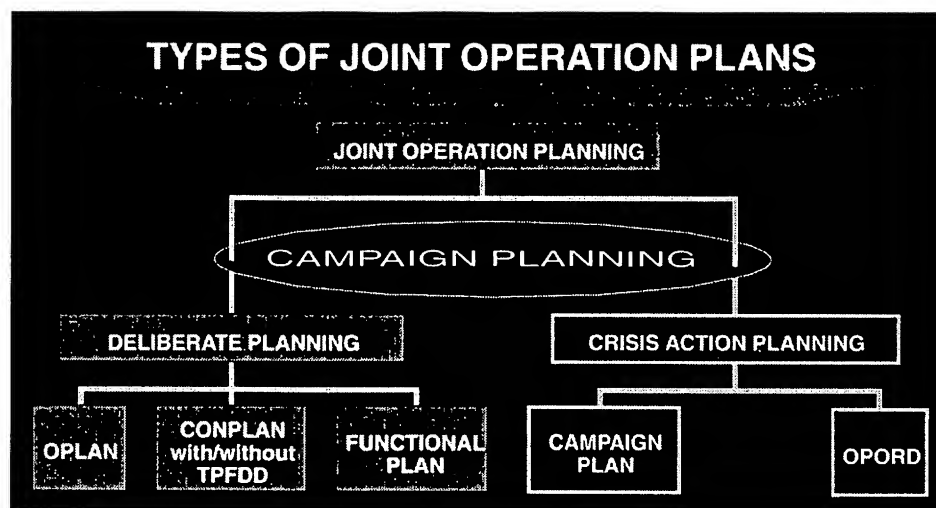 TYPES OF JOINT OPERATION PLANS
JOINT OPERATION PLANNING
CAMPAIGN PLANNING
DELIBERATE PLANNING
CRISIS ACTION PLANNING
OPLAN
CONPLAN
with/without
TPFDD
FUNCTIONAL
PLAN
CAMPAIGN
PLAN
OPORD